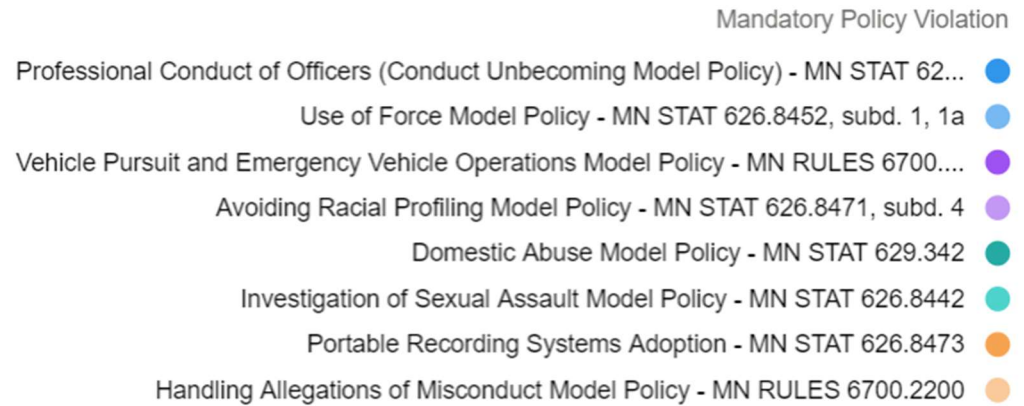 Mandatory Policy Violation
Professional Conduct of Officers (Conduct Unbecoming Model Policy) - MN STAT 62...
Use of Force Model Policy - MN STAT 626.8452, subd. 1, 1a
Vehicle Pursuit and Emergency Vehicle Operations Model Policy - MN RULES 6700....
Avoiding Racial Profiling Model Policy - MN STAT 626.8471, subd. 4
Domestic Abuse Model Policy - MN STAT 629.342
Investigation of Sexual Assault Model Policy - MN STAT 626.8442
Portable Recording Systems Adoption - MN STAT 626.8473
Handling Allegations of Misconduct Model Policy - MN RULES 6700.2200